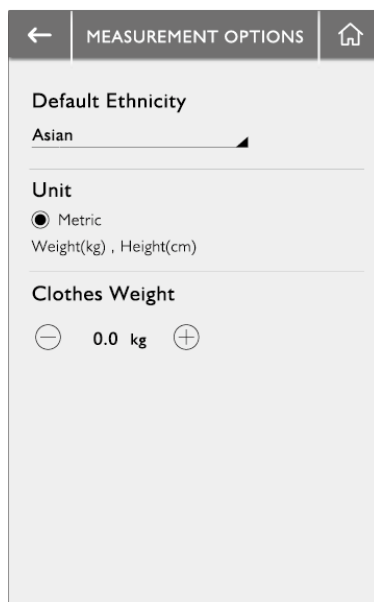 MEASUREMENT OPTIONS
Default Ethnicity
Asian
Unit
Metric
Weight(kg) , Height(cm)
Clothes Weight
0.0 kg